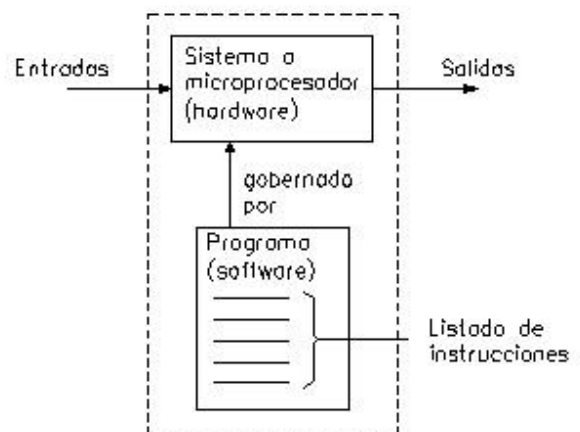 Entradas
Sistema a
microprocesador
(hardware)
Salidas
gobernado
por
Programa
(software)
Listado de
instrucciones